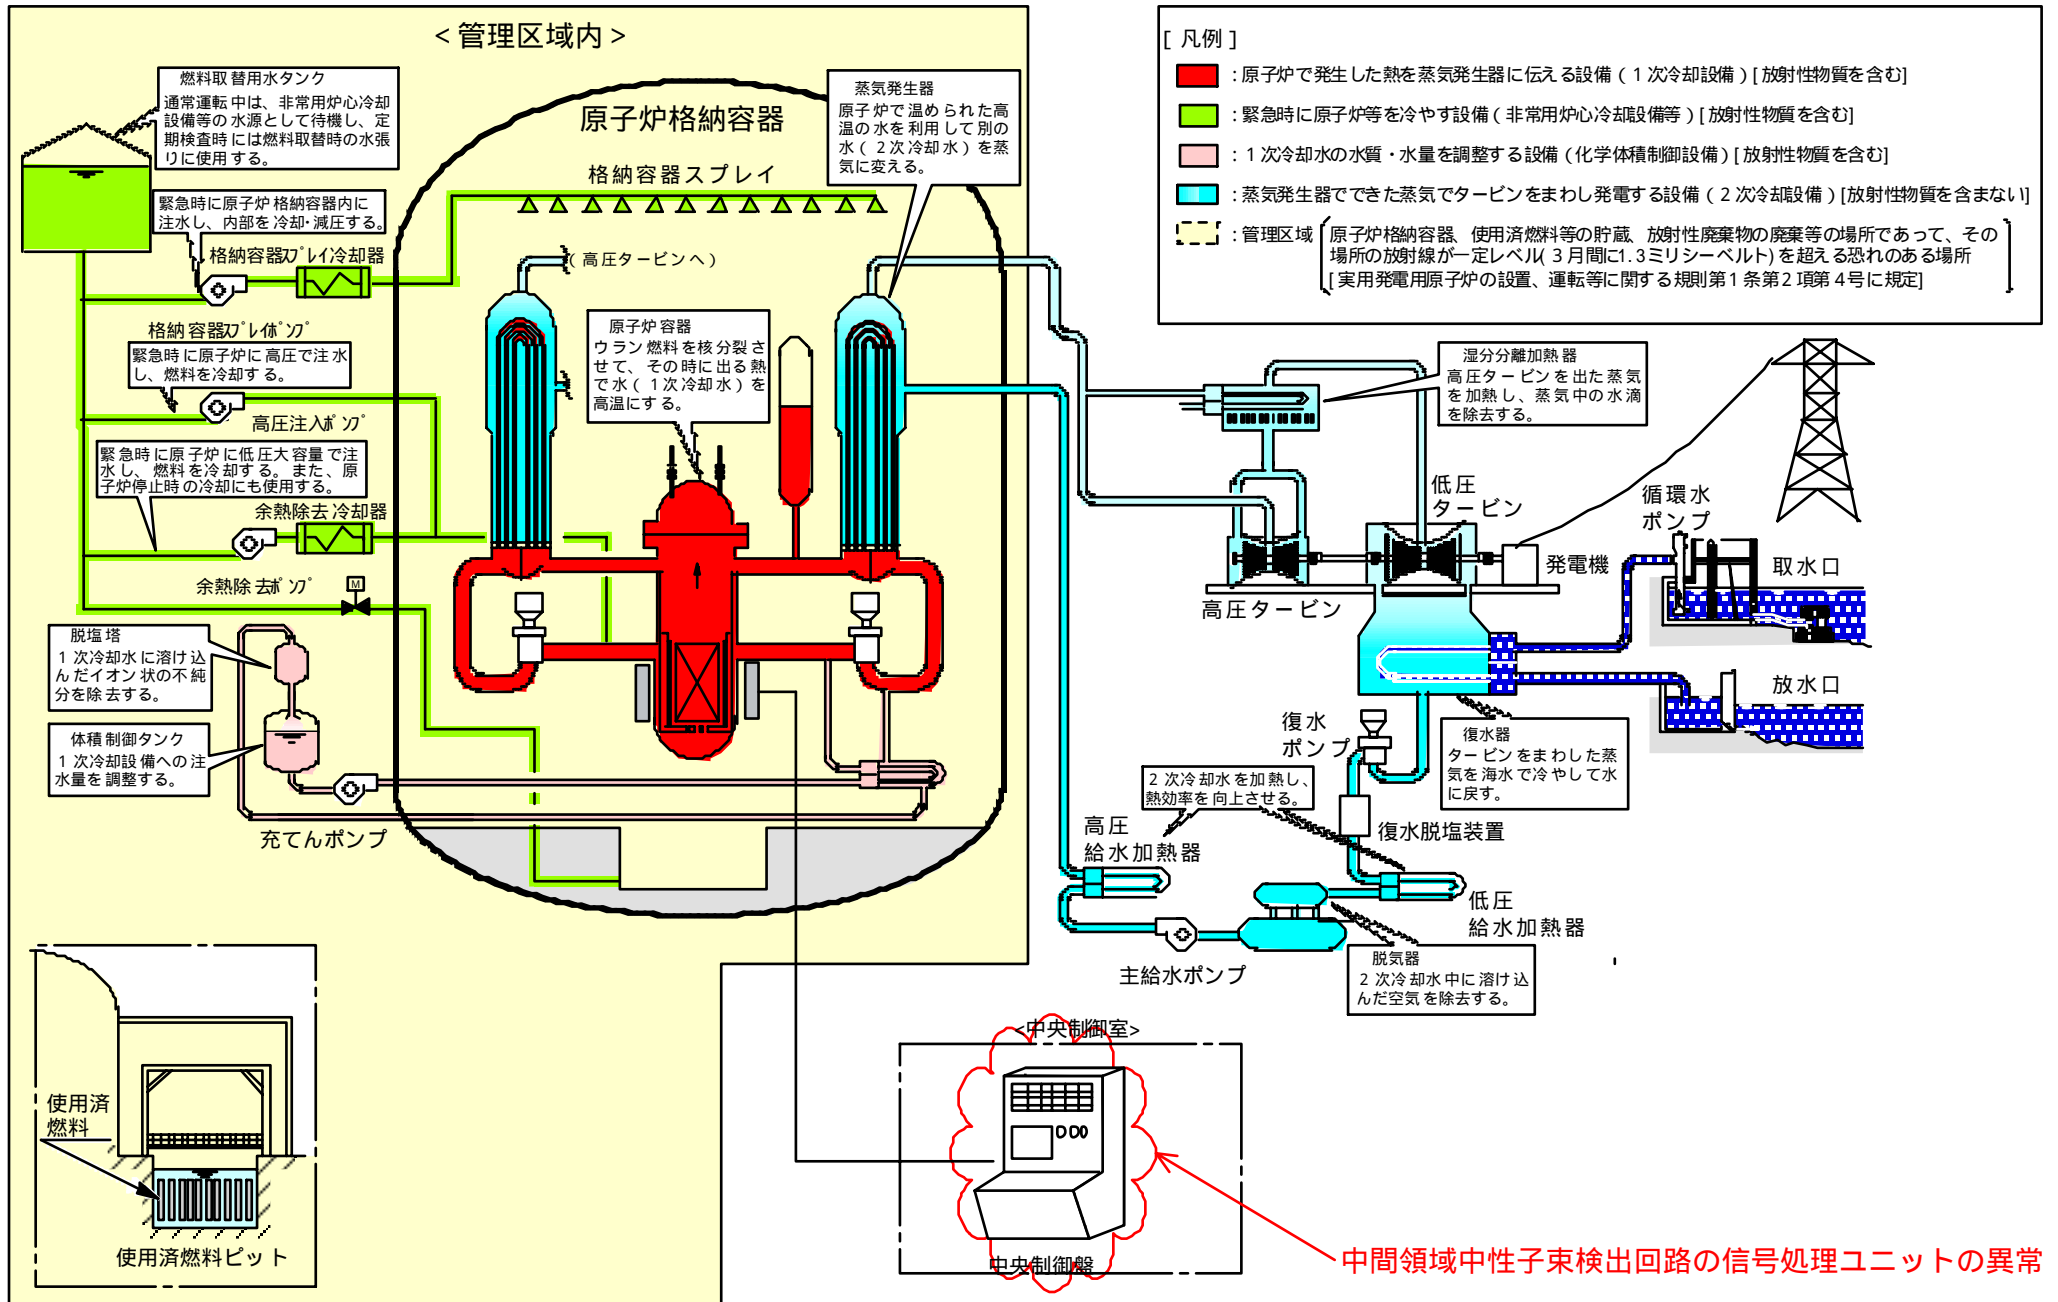 <管理区域内>
燃料取替用水タンク
通常運転中は、非常用炉心冷却
設備等の水源として待機し、定
期検査時には燃料取替時の水張
りに使用する。
緊急時に原子炉格納容器内に
注水し、内部を冷却・減圧する。
格納容器スプレイ冷却器
格納容器スプレイポンプ
緊急時に原子炉に高圧で注水
し、燃料を冷却する。
高圧注入ポンプ
緊急時に原子炉に低圧大容量で注
水し、燃料を冷却する。また、原
子炉停止時の冷却にも使用する。
余熱除去冷却器
余熱除去ポンプ
M
脱塩塔
1次冷却水に溶け込
んだイオン状の不純
分を除去する。
体積制御タンク
1次冷却設備への注
水量を調整する。
充てんポンプ
原子炉格納容器
格納容器スプレイ
(高圧タービンへ)
蒸気発生器
原子炉で温められた高
温の水を利用して別の
水(2次冷却水)を蒸
気に変える。
原子炉容器
ウラン燃料を核分裂さ
せて、その時に出る熱
で水(1次冷却水)を
高温にする。
[凡例]
:原子炉で発生した熱を蒸気発生器に伝える設備(1次冷却設備)[放射性物質を含む]
:緊急時に原子炉等を冷やす設備(非常用炉心冷却設備等)[放射性物質を含む]
:1次冷却水の水質・水量を調整する設備(化学体積制御設備)[放射性物質を含む]
:蒸気発生器でできた蒸気でタービンをまわし発電する設備(2次冷却設備)[放射性物質を含まない]
:管理区域
原子炉格納容器、使用済燃料等の貯蔵、放射性廃棄物の廃棄等の場所であって、その
場所の放射線が一定レベル(3月間に1.3ミリシーベルト)を超える恐れのある場所
[実用発電用原子炉の設置、運転等に関する規則第1条第2項第4号に規定]
湿分分離加熱器
高圧タービンを出た蒸気
を加熱し、蒸気中の水滴
を除去する。
低圧
タービン
高圧タービン
発電機
循環水
ポンプ
取水口
放水口
復水
ポンプ
復水器
タービンをまわした蒸
気を海水で冷やして水
に戻す。
2次冷却水を加熱し、
熱効率を向上させる。
高圧
給水加熱器
復水脱塩装置
低圧
給水加熱器
主給水ポンプ
脱気器
2次冷却水中に溶け込
んだ空気を除去する。
使用済
燃料
使用済燃料ピット
<中央制御室>
中央制御盤
中間領域中性子束検出回路の信号処理ユニットの異常